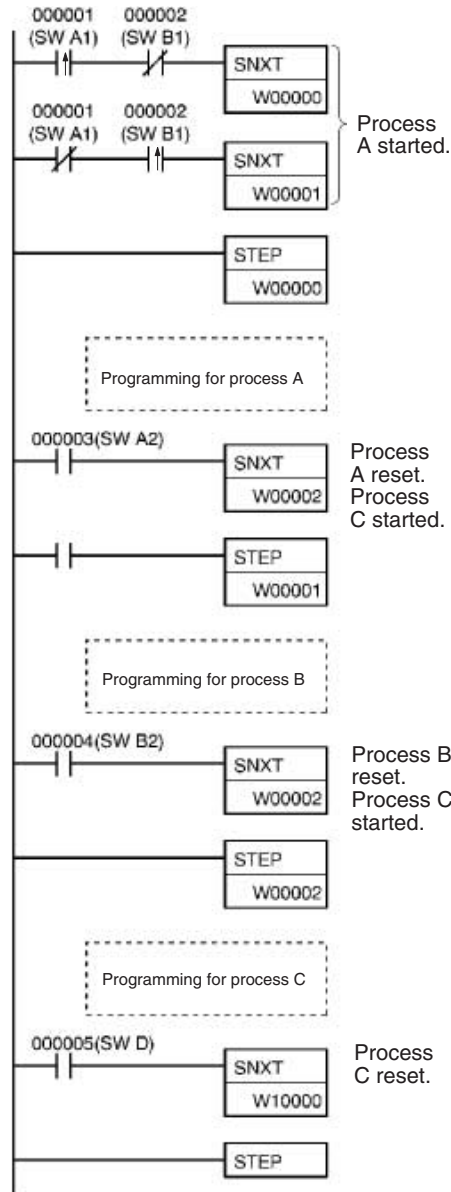 000001 000002
(SW A1) (SW B1)
SNXT
W00000
Process
A started.
000001 000002
(SW A1) (SW B1)
SNXT
W00001
STEP
W00000
Programming for process A
000003(SW A2)
SNXT
W00002
Process
A reset.
Process
C started.
STEP
W00001
Programming for process B
000004(SW B2)
SNXT
W00002
Process B
reset.
Process C
started.
STEP
W00002
Programming for process C
000005(SW D)
SNXT
W10000
Process
C reset.
STEP